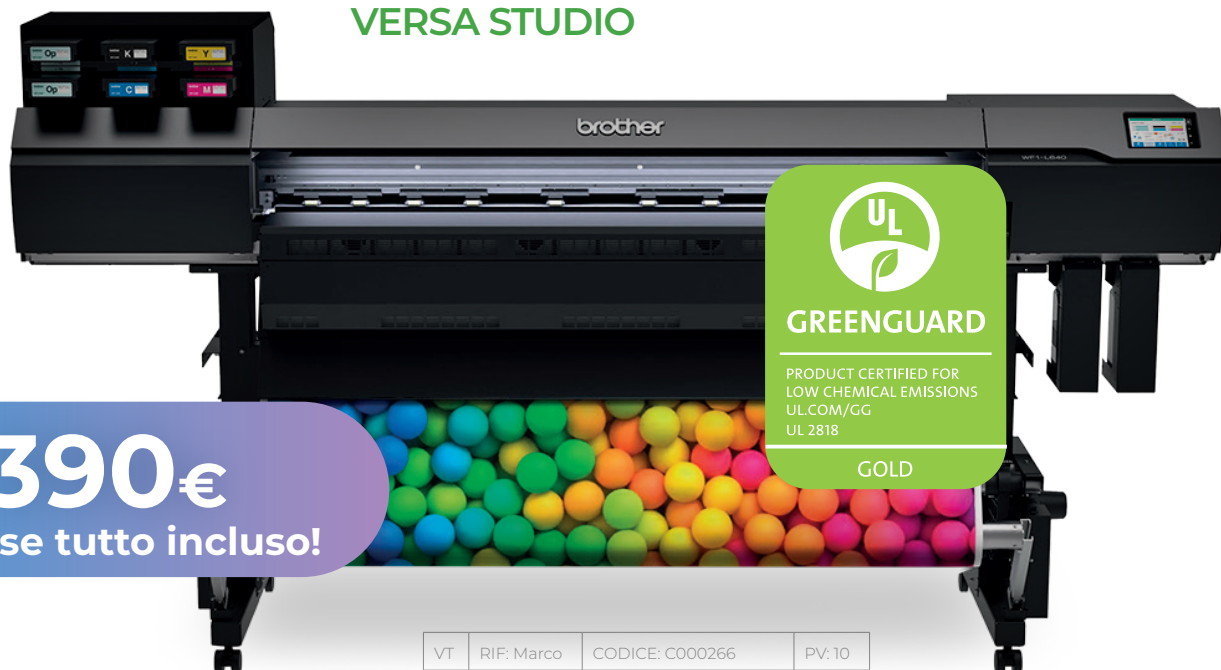 VERSA STUDIO
Op
K
Y
Op
C
M
brother
WF1-L640
UL
GREENGUARD
PRODUCT CERTIFIED FOR
LOW CHEMICAL EMISSIONS
UL.COM/GG
UL 2818
GOLD
390€
se tutto incluso!
VT RIF: Marco CODICE: C000266 PV: 10